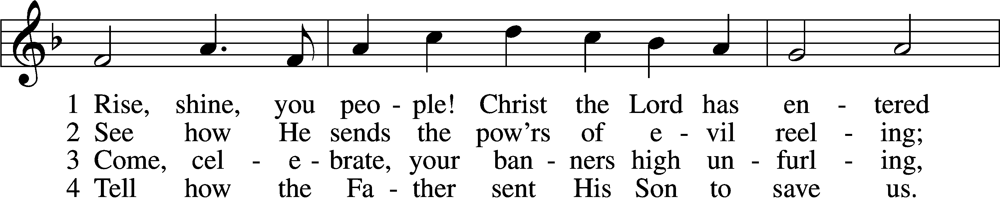 1 Rise, shine, you peo - ple! Christ the Lord has en - tered
2 See how He sends the pow'rs of e - vil reel - ing;
3 Come, cel - e - brate, your ban - ners high un - furl - ing,
4 Tell how the Fa - ther sent His Son to save us.